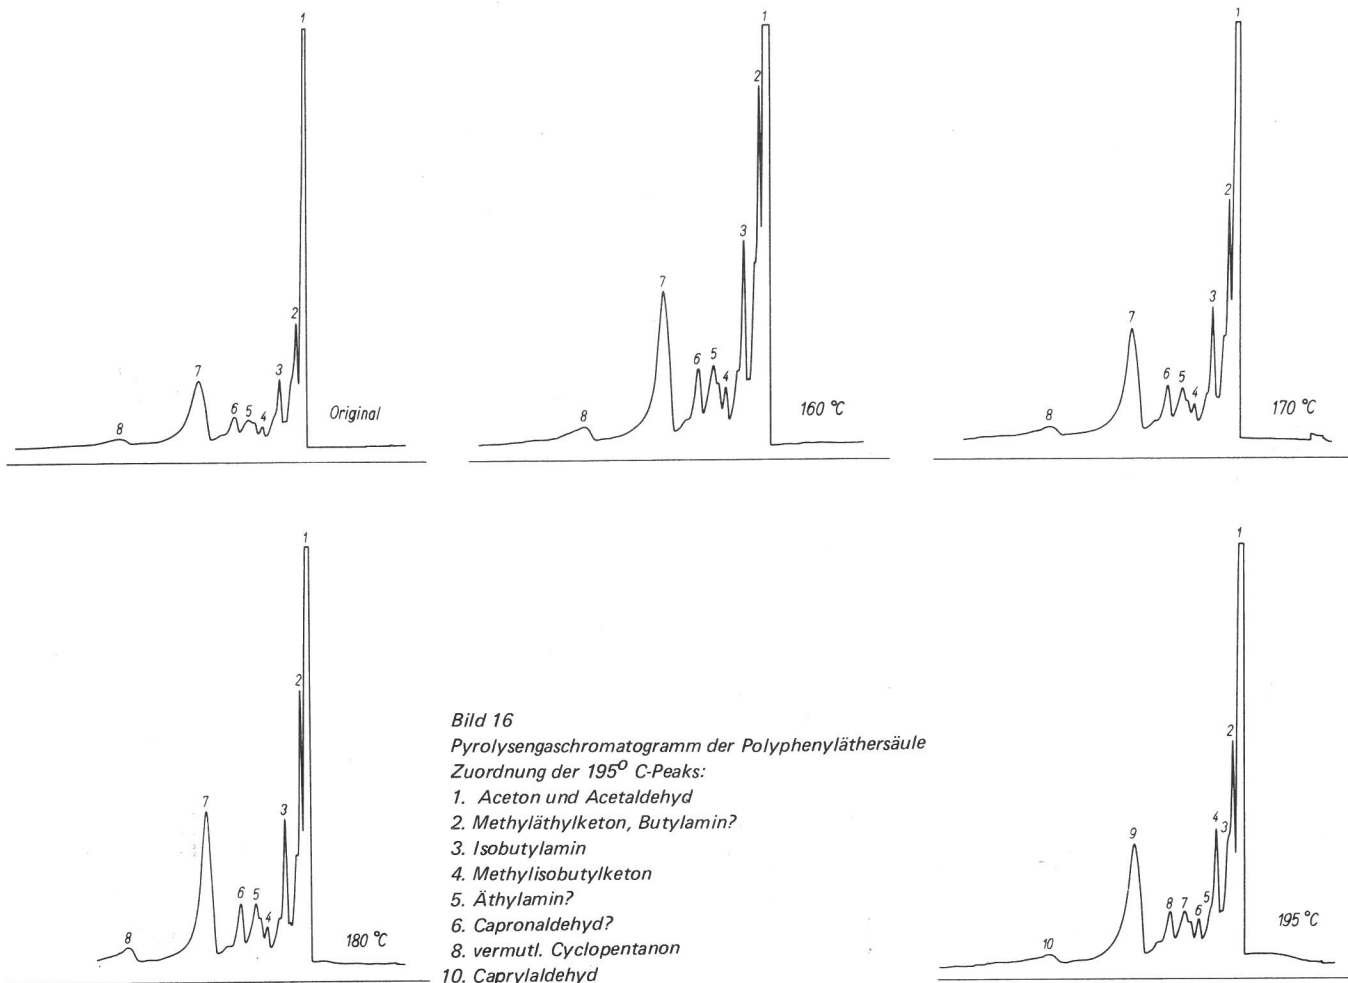 1
2
3
7
6
5
4
8
Original
1
2
3
7
6
5
4
8
160 °C
1
2
3
7
6
5
4
8
170 °C
1
2
7
3
6
5
4
8
180 °C
Bild 16
Pyrolysengaschromatogramm der Polyphenyläthersäule
Zuordnung der 195° C-Peaks:
1. Aceton und Acetaldehyd
2. Methyläthylketon, Butylamin?
3. Isobutylamin
4. Methylisobutylketon
5. Äthylamin?
6. Capronaldehyd?
8. vermutl. Cyclopentanon
10. Caprylaldehyd
1
2
4
3
9
5
8
7
6
10
195 °C